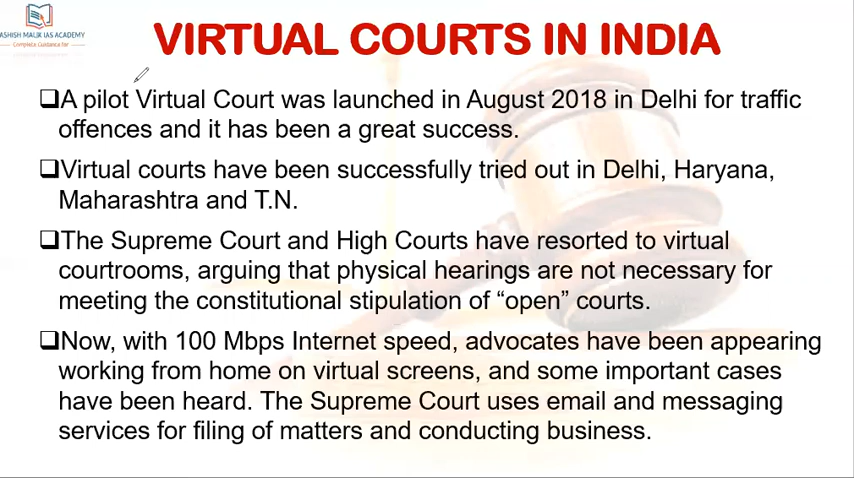 ASHISH MALIK IAS ACADEMY
Complete Guidance for
VIRTUAL COURTS IN INDIA
❑A pilot Virtual Court was launched in August 2018 in Delhi for traffic
offences and it has been a great success.
❑Virtual courts have been successfully tried out in Delhi, Haryana,
Maharashtra and T.N.
❑The Supreme Court and High Courts have resorted to virtual
courtrooms, arguing that physical hearings are not necessary for
meeting the constitutional stipulation of “open” courts.
❑Now, with 100 Mbps Internet speed, advocates have been appearing
working from home on virtual screens, and some important cases
have been heard. The Supreme Court uses email and messaging
services for filing of matters and conducting business.